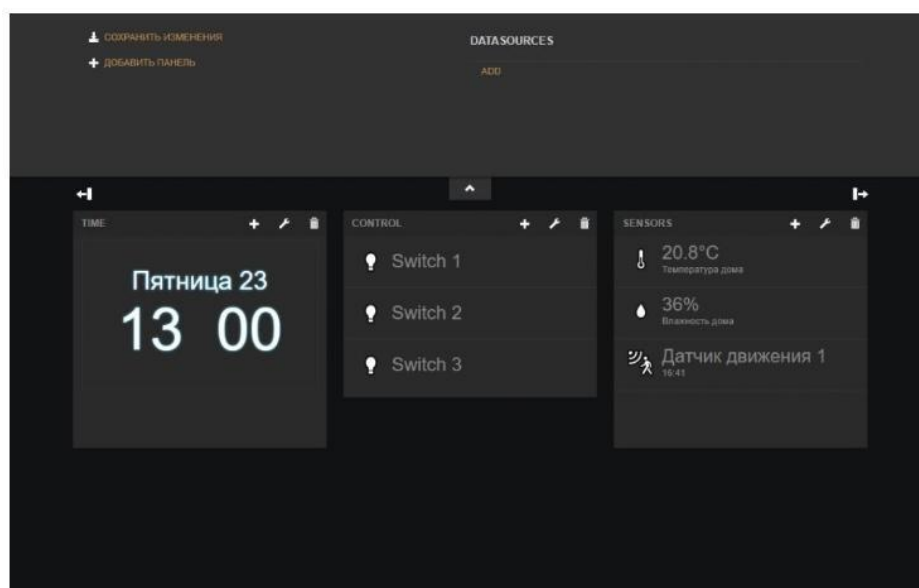 СОХРАНИТЬ ИЗМЕНЕНИЯ
ДОБАВИТЬ ПАНЕЛЬ
DATASOURCES
ADD
TIME
Пятница 23
13 00
CONTROL
Switch 1
Switch 2
Switch 3
SENSORS
20.8°C
Температура дома
36%
Влажность дома
Датчик движения 1
16:41